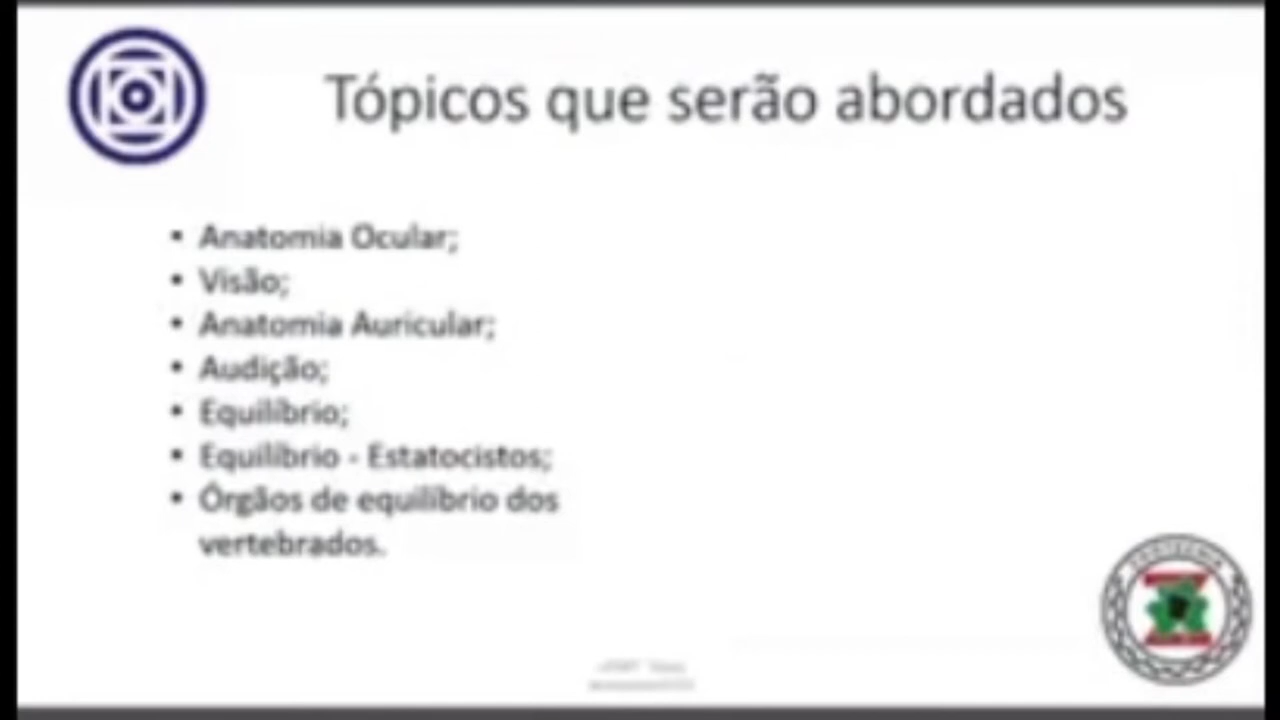 Tópicos que serão abordados
• Anatomia Ocular;
• Visão;
• Anatomia Auricular;
• Audição;
• Equilíbrio;
• Equilíbrio - Estatocistos;
• Órgãos de equilíbrio dos
vertebrados.